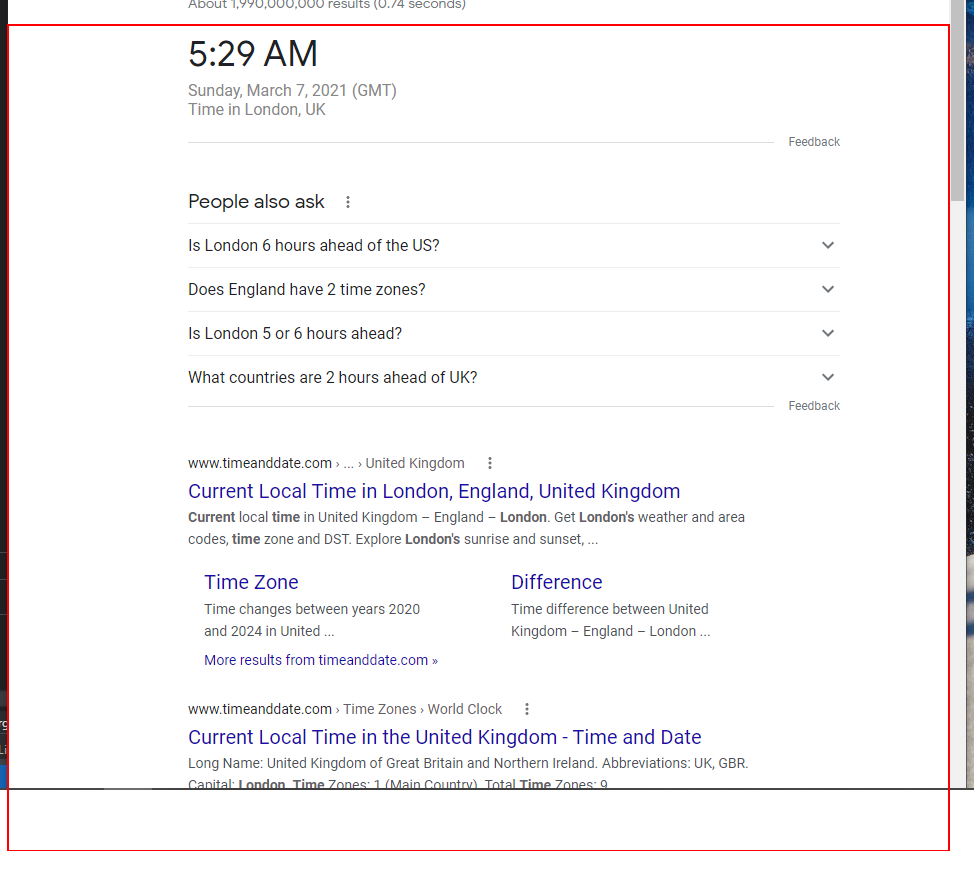 About 1,990,000,000 results (0.74 seconds)
5:29 AM
Sunday, March 7, 2021 (GMT)
Time in London, UK
Feedback
People also ask
Is London 6 hours ahead of the US?
Does England have 2 time zones?
Is London 5 or 6 hours ahead?
What countries are 2 hours ahead of UK?
Feedback
www.timeanddate.com › ... › United Kingdom
Current Local Time in London, England, United Kingdom
Current local time in United Kingdom – England – London. Get London's weather and area
codes, time zone and DST. Explore London's sunrise and sunset, ...
Time Zone
Time changes between years 2020
and 2024 in United ...
Difference
Time difference between United
Kingdom – England – London ...
More results from timeanddate.com »
www.timeanddate.com › Time Zones › World Clock
Current Local Time in the United Kingdom - Time and Date
Long Name: United Kingdom of Great Britain and Northern Ireland. Abbreviations: UK, GBR.
Capital: London. Time Zones: 1 (Main Country). Total Time Zones: 9